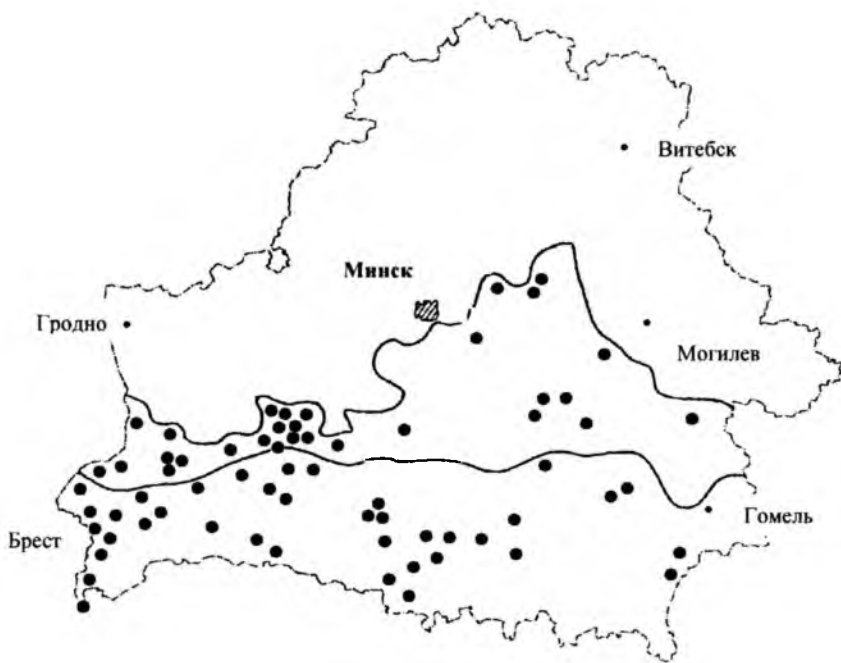 Витебск
Минск
Гродно
Могилев
Гомель
Брест